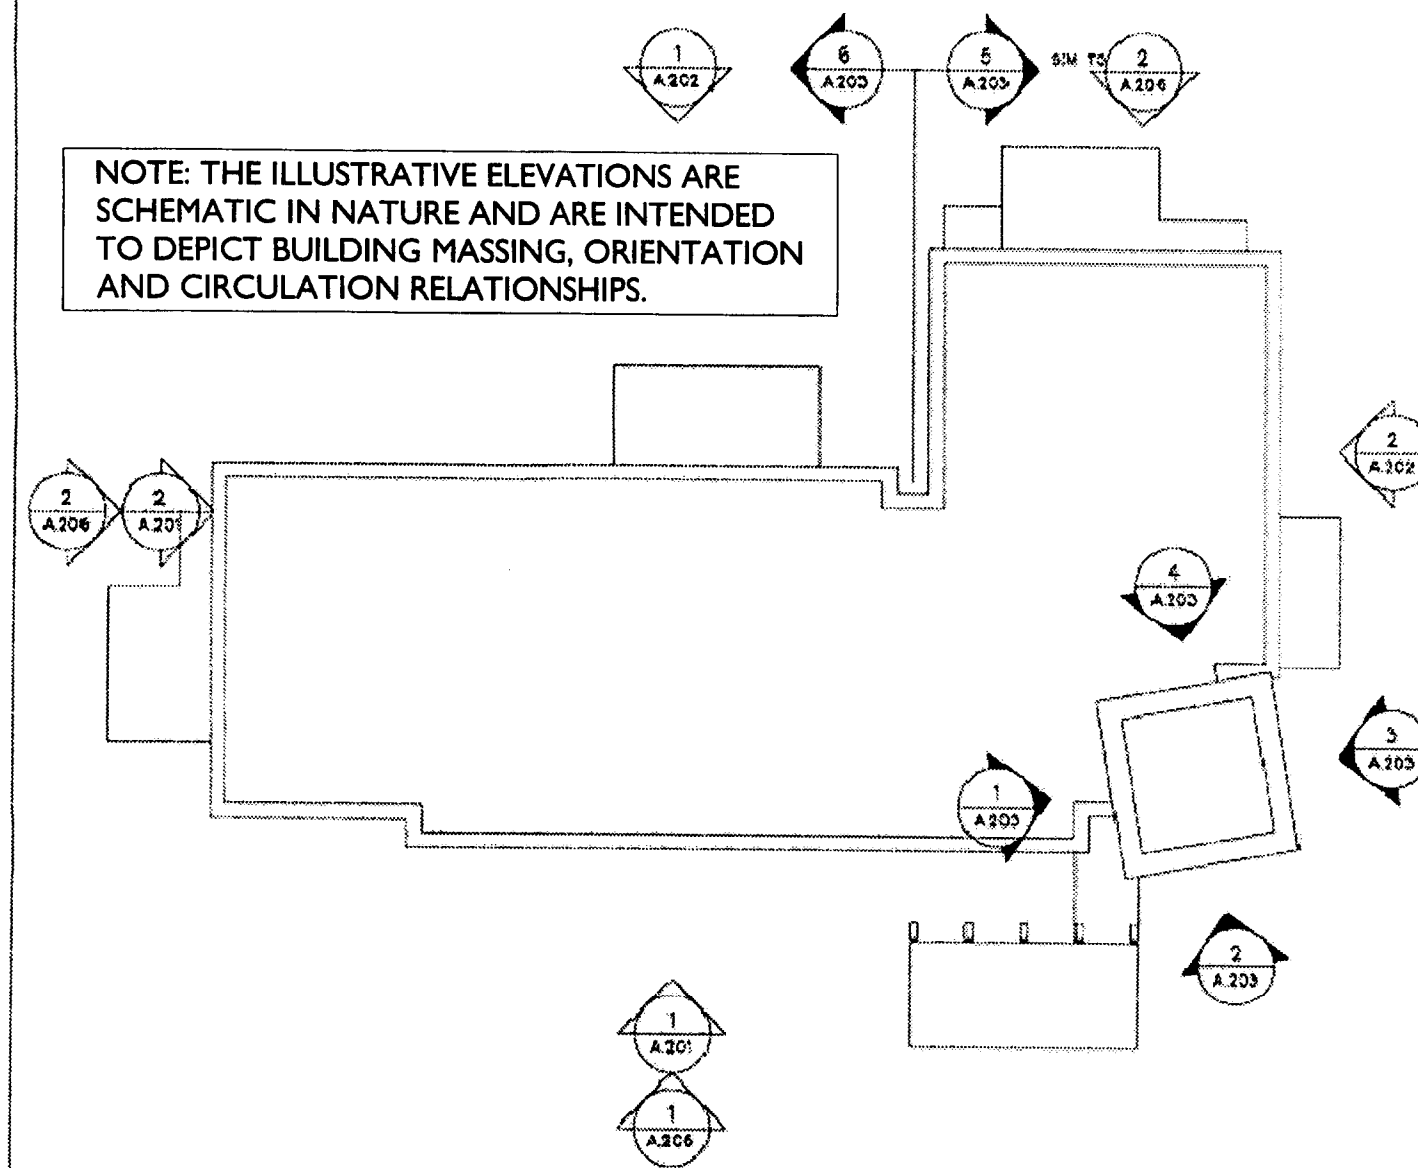 1
A.202
6
A.203
5
A.203
SIM TO
2
A.206
NOTE: THE ILLUSTRATIVE ELEVATIONS ARE
SCHEMATIC IN NATURE AND ARE INTENDED
TO DEPICT BUILDING MASSING, ORIENTATION
AND CIRCULATION RELATIONSHIPS.
2
A.202
2
A.206
2
A.201
4
A.203
3
A.203
1
A.203
2
A.203
1
A.201
1